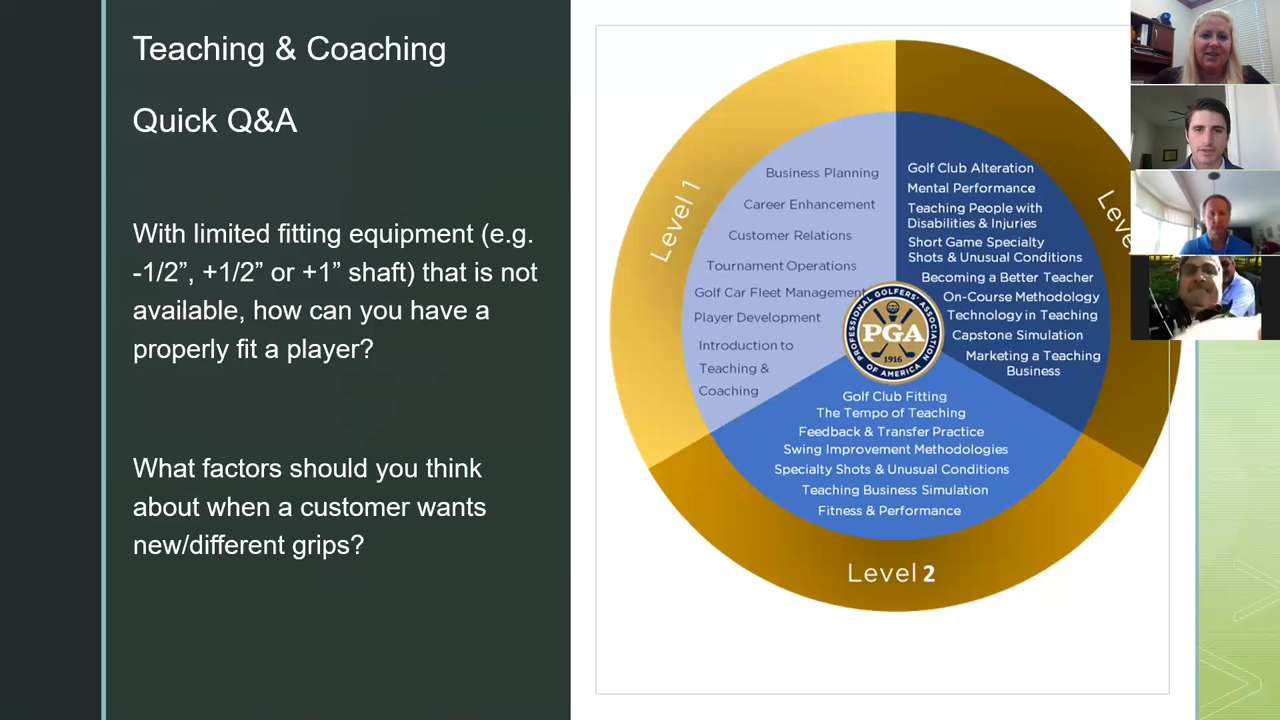 Teaching & Coaching
Quick Q&A
With limited fitting equipment (e.g.
-1/2”, +1/2” or +1” shaft) that is not
available, how can you have a
properly fit a player?
What factors should you think
about when a customer wants
new/different grips?
Level 1
Business Planning
Career Enhancement
Customer Relations
Tournament Operations
Golf Car Fleet Management
Player Development
Introduction to
Teaching &
Coaching
Level
Golf Club Alteration
Mental Performance
Teaching People with
Disabilities & Injuries
Short Game Specialty
Shots & Unusual Conditions
Becoming a Better Teacher
On-Course Methodology
Technology in Teaching
Capstone Simulation
Marketing a Teaching
Business
PROFESSIONAL GOLFERS' ASSOCIATION
PGA
1916
OF AMERICA
Golf Club Fitting
The Tempo of Teaching
Feedback & Transfer Practice
Swing Improvement Methodologies
Specialty Shots & Unusual Conditions
Teaching Business Simulation
Fitness & Performance
Level 2